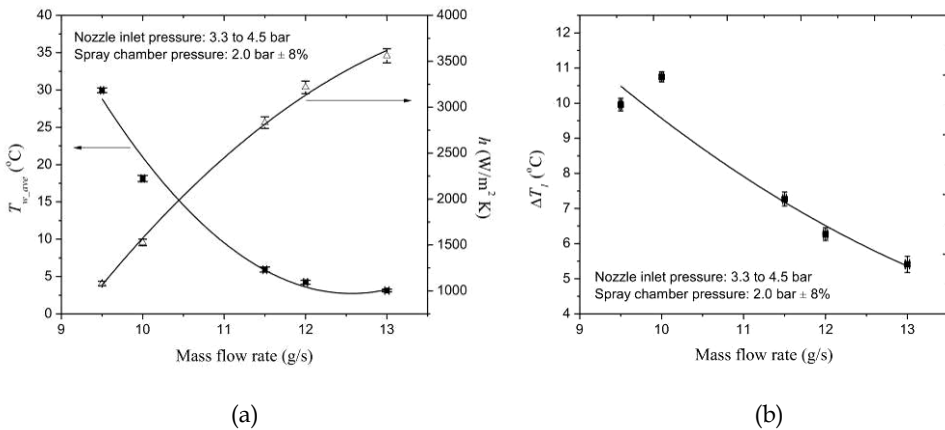 Nozzle inlet pressure: 3.3 to 4.5 bar
Spray chamber pressure: 2.0 bar ± 8%
40
35
30
25
20
15
10
5
0
T_w_ave (°C)
4000
3500
3000
2500
2000
1500
1000
h (W/m² K)
9 10 11 12 13
Mass flow rate (g/s)
(a)
12
11
10
9
8
7
6
5
4
ΔT_l (°C)
Nozzle inlet pressure: 3.3 to 4.5 bar
Spray chamber pressure: 2.0 bar ± 8%
9 10 11 12 13
Mass flow rate (g/s)
(b)